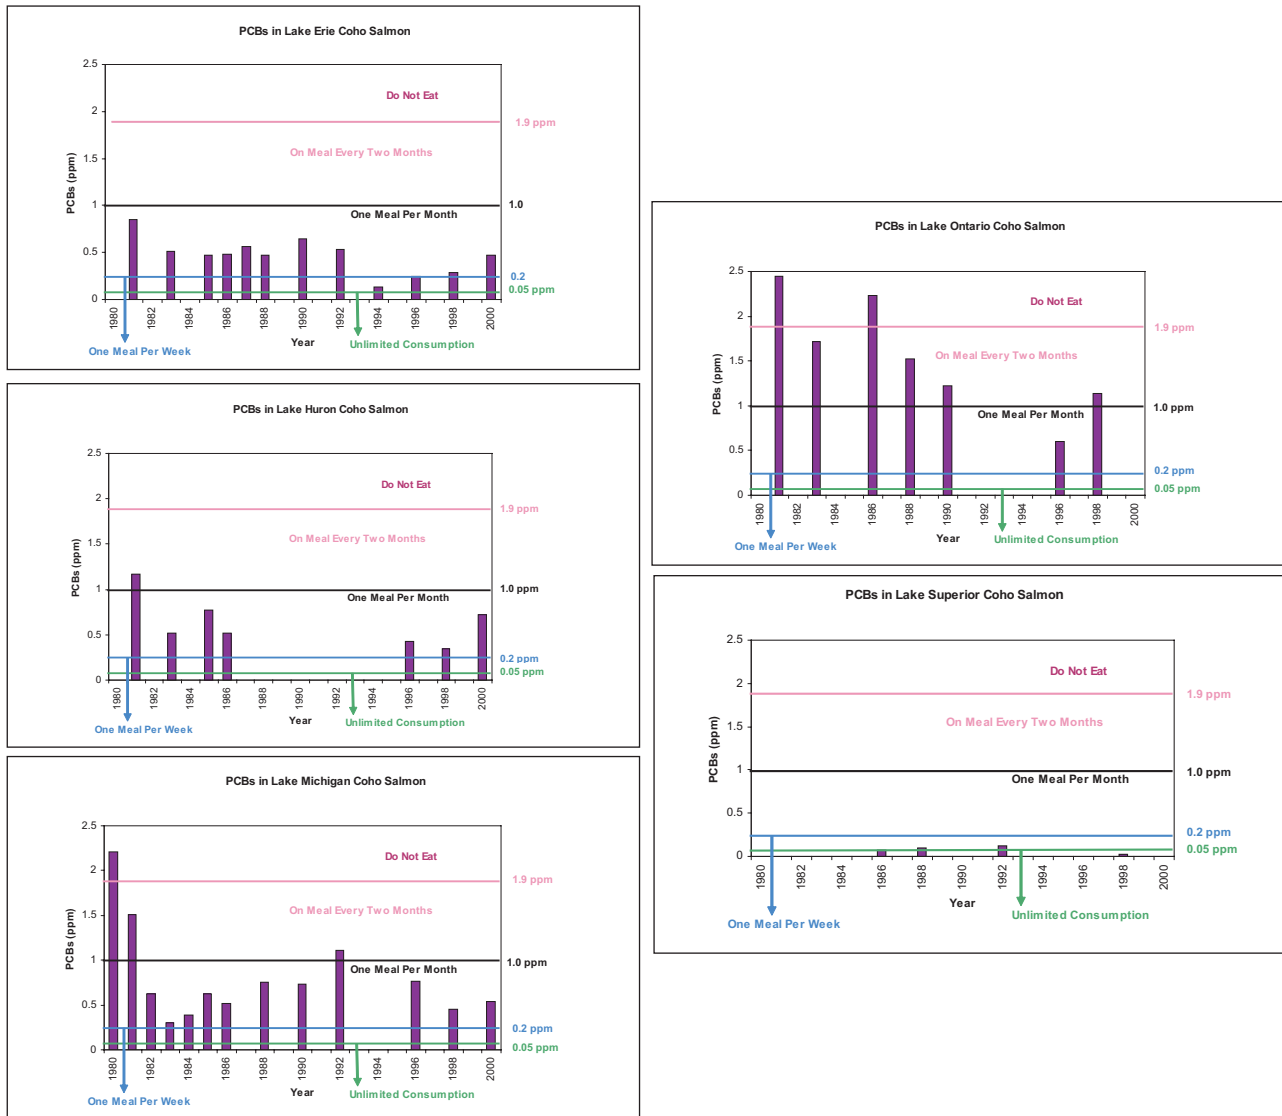 PCBs in Lake Erie Coho Salmon
2.5
Do Not Eat
2
1.9 ppm
On Meal Every Two Months
1.5
PCBs (ppm)
1
1.0
One Meal Per Month
0.5
0.2
0.05 ppm
0
1980 1982 1984 1986 1988 1990 1992 1994 1996 1998 2000
Year
One Meal Per Week
Unlimited Consumption
PCBs in Lake Huron Coho Salmon
2.5
Do Not Eat
2
1.9 ppm
On Meal Every Two Months
1.5
PCBs (ppm)
1
1.0 ppm
One Meal Per Month
0.5
0.2 ppm
0.05 ppm
0
1980 1982 1984 1986 1988 1990 1992 1994 1996 1998 2000
Year
One Meal Per Week
Unlimited Consumption
PCBs in Lake Michigan Coho Salmon
2.5
Do Not Eat
2
1.9 ppm
On Meal Every Two Months
1.5
PCBs (ppm)
1
1.0 ppm
One Meal Per Month
0.5
0.2 ppm
0.05 ppm
0
1980 1982 1984 1986 1988 1990 1992 1994 1996 1998 2000
Year
One Meal Per Week
Unlimited Consumption
PCBs in Lake Ontario Coho Salmon
2.5
Do Not Eat
2
1.9 ppm
On Meal Every Two Months
1.5
PCBs (ppm)
1
1.0 ppm
One Meal Per Month
0.5
0.2 ppm
0.05 ppm
0
1980 1982 1984 1986 1988 1990 1992 1994 1996 1998 2000
Year
One Meal Per Week
Unlimited Consumption
PCBs in Lake Superior Coho Salmon
2.5
Do Not Eat
2
1.9 ppm
On Meal Every Two Months
1.5
PCBs (ppm)
1
1.0 ppm
One Meal Per Month
0.5
0.2 ppm
0.05 ppm
0
1980 1982 1984 1986 1988 1990 1992 1994 1996 1998 2000
Year
One Meal Per Week
Unlimited Consumption